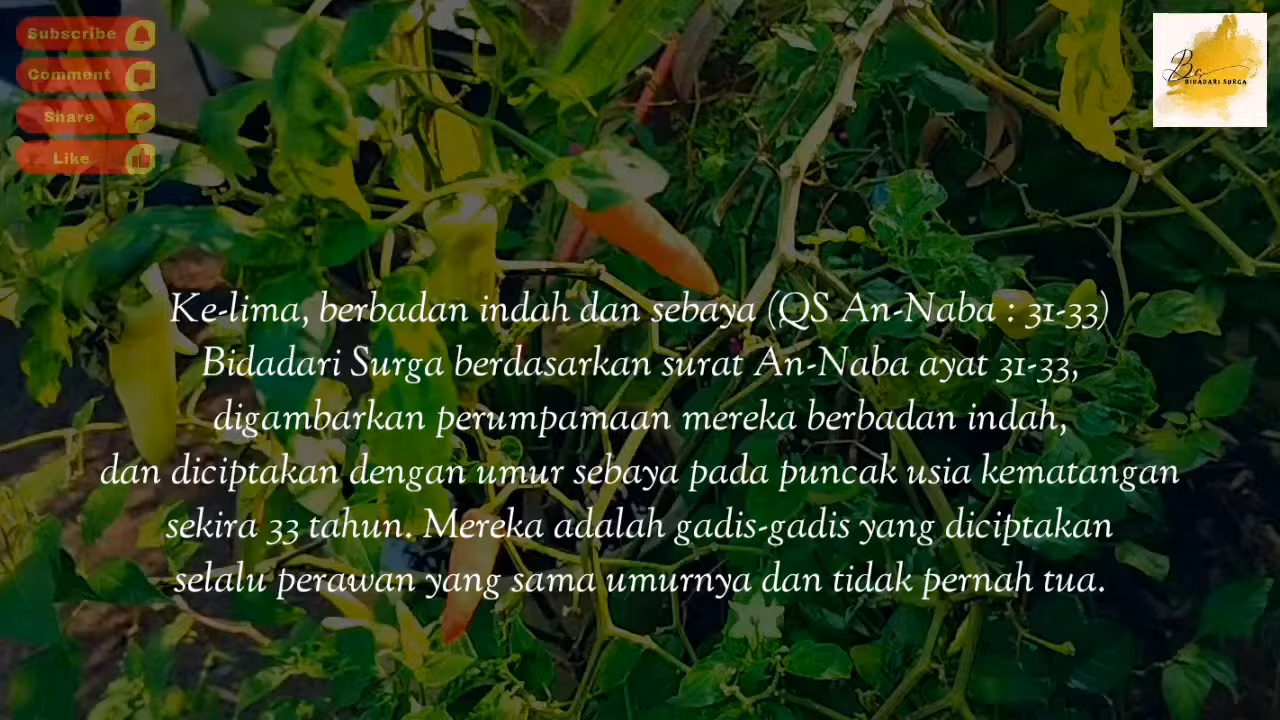 Subscribe
Comment
Share
Like
Bs
BIDADARI SURGA
Ke-lima, berbadan indah dan sebaya (QS An-Naba : 31-33)
Bidadari Surga berdasarkan surat An-Naba ayat 31-33,
digambarkan perumpamaan mereka berbadan indah,
dan diciptakan dengan umur sebaya pada puncak usia kematangan
sekira 33 tahun. Mereka adalah gadis-gadis yang diciptakan
selalu perawan yang sama umurnya dan tidak pernah tua.